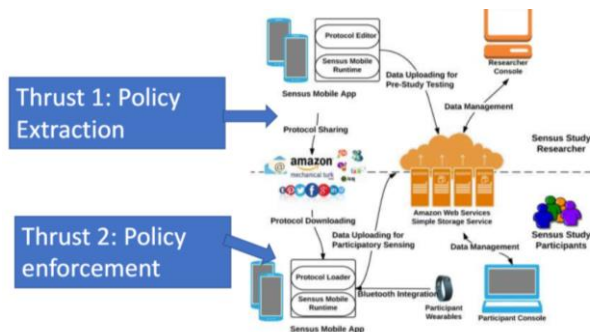 Thrust 1: Policy
Extraction
Thrust 2: Policy
enforcement
Protocol Editor
Sensus Mobile
Runtime
Sensus Mobile App
Data Uploading for
Pre-Study Testing
Researcher
Console
Data Management
Sensus Study
Researcher
Protocol Sharing
amazon
mechanical turk
Amazon Web Services
Simple Storage Service
Sensus Study
Participants
Protocol Downloading
Data Uploading for
Participatory Sensing
Data Management
Protocol Loader
Sensus Mobile
Runtime
Bluetooth Integration
Participant
Wearables
Participant Console
Sensus Mobile App